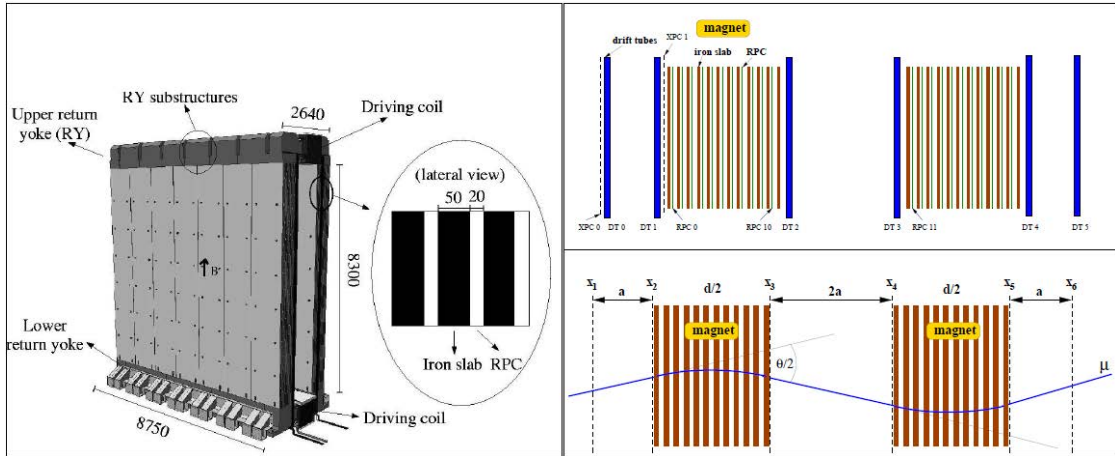 RY substructures
2640
Driving coil
Upper return
yoke (RY)
(lateral view)
50 20
B
8300
Iron slab RPC
Lower
return yoke
Driving coil
8750
magnet
drift tubes
XPC 1
iron slab
RPC
XPC 0
DT 0
DT 1
RPC 0
RPC 10
DT 2
DT 3
RPC 11
DT 4
DT 5
x1
x2
x3
x4
x5
x6
a
d/2
2a
d/2
a
magnet
magnet
θ/2
μ